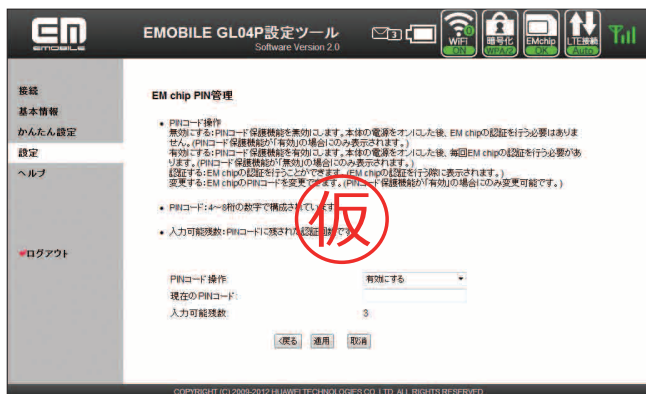 EM
EMOBILE
EMOBILE GL04P設定ツール
Software Version 2.0
3
WiFi
ON
暗号化
WPA/2
EMchip
OK
LTE接続
Auto
接続
基本情報
かんたん設定
設定
ヘルプ
ログアウト
EM chip PIN管理
• PINコード操作
無効にする:PINコード保護機能を無効にします。本体の電源をオンにした後、EM chipの認証を行う必要はありま
せん。(PINコード保護機能が「有効」の場合にのみ表示されます。)
有効にする:PINコード保護機能を有効にします。本体の電源をオンにした後、毎回EM chipの認証を行う必要があ
ります。(PINコード保護機能が「無効」の場合にのみ表示されます。)
認証する:EM chipの認証を行うことができます。(EM chipの認証を行う際に表示されます。)
変更する:EM chipのPINコードを変更できます。(PINコード保護機能が「有効」の場合にのみ変更可能です。)
• PINコード:4～8桁の数字で構成されています
• 入力可能残数:PINコードに残された認証回数です
仮
PINコード操作 有効にする
現在のPINコード:
入力可能残数 3
<戻る 適用 取消
COPYRIGHT (C) 2009-2012 HUAWEI TECHNOLOGIES CO., LTD. ALL RIGHTS RESERVED.